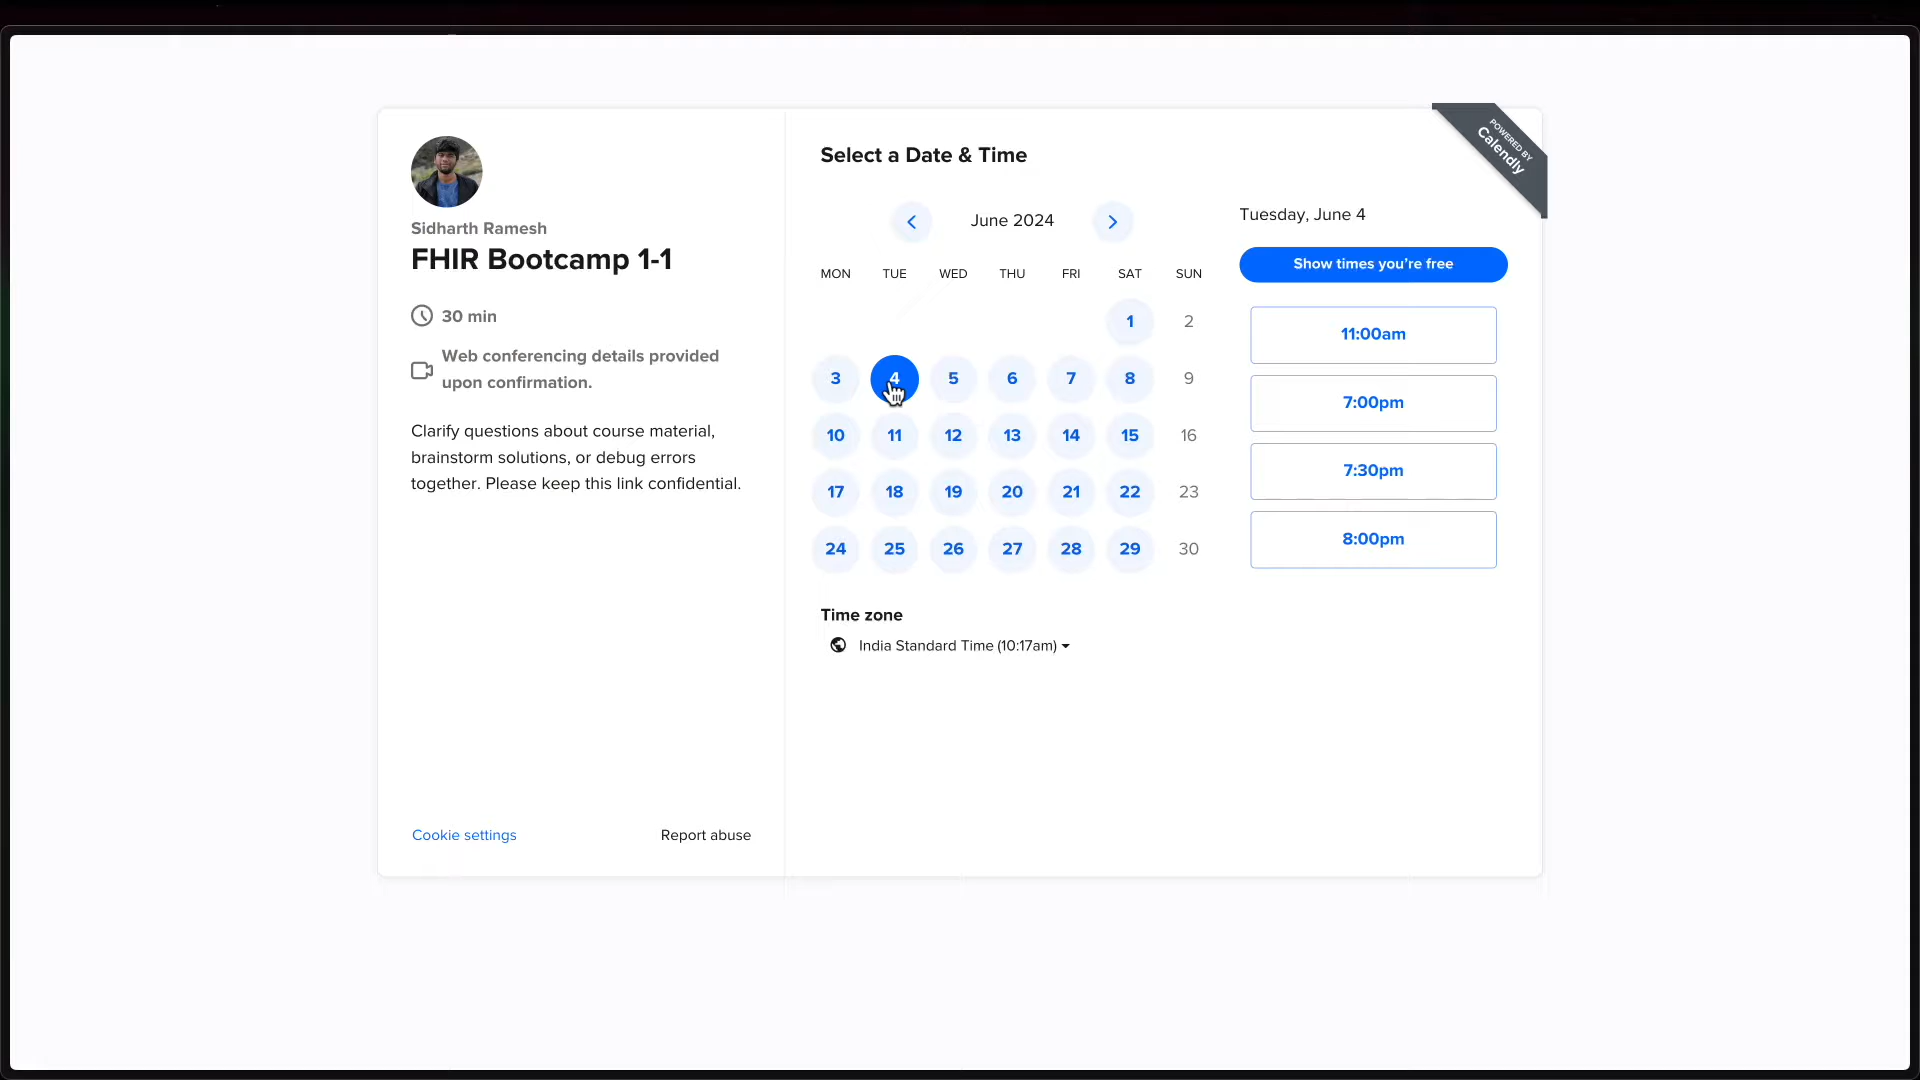 POWERED BY
Calendly
Sidharth Ramesh
FHIR Bootcamp 1-1
30 min
Web conferencing details provided
upon confirmation.
Clarify questions about course material,
brainstorm solutions, or debug errors
together. Please keep this link confidential.
Cookie settings
Report abuse
Select a Date & Time
June 2024
MON TUE WED THU FRI SAT SUN
1 2
3 4 5 6 7 8 9
10 11 12 13 14 15 16
17 18 19 20 21 22 23
24 25 26 27 28 29 30
Time zone
India Standard Time (10:17am)
Tuesday, June 4
Show times you're free
11:00am
7:00pm
7:30pm
8:00pm